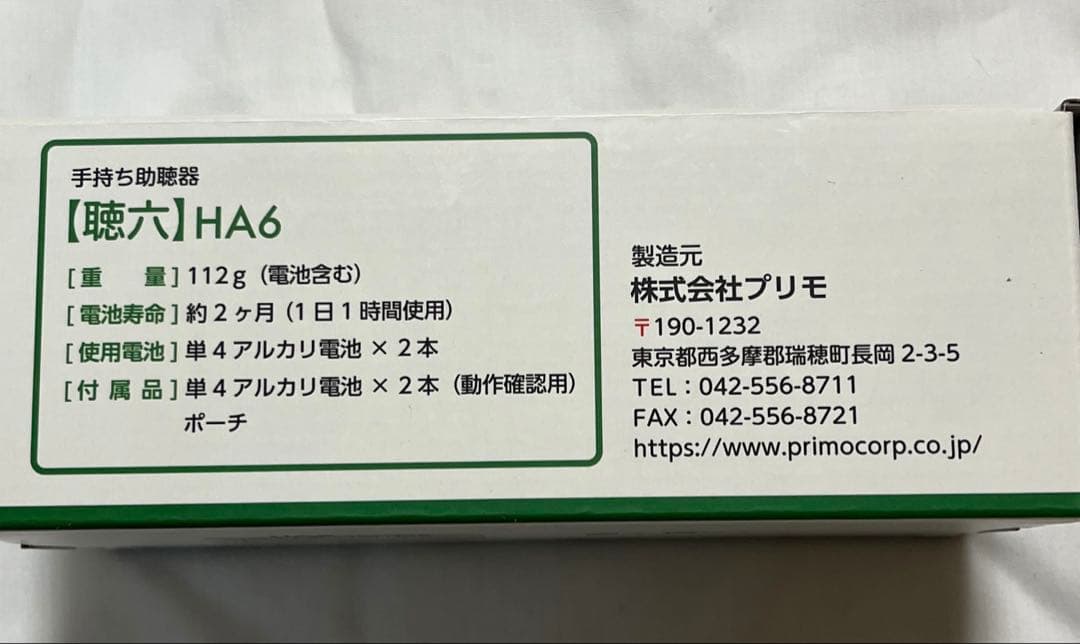 手持ち助聴器
【聴六】HA6
[重　量] 112g（電池含む）
[電池寿命] 約2ヶ月（1日1時間使用）
[使用電池] 単4アルカリ電池×2本
[付属品] 単4アルカリ電池×2本（動作確認用）
ポーチ
製造元
株式会社プリモ
〒190-1232
東京都西多摩郡瑞穂町長岡2-3-5
TEL：042-556-8711
FAX：042-556-8721
https://www.primocorp.co.jp/